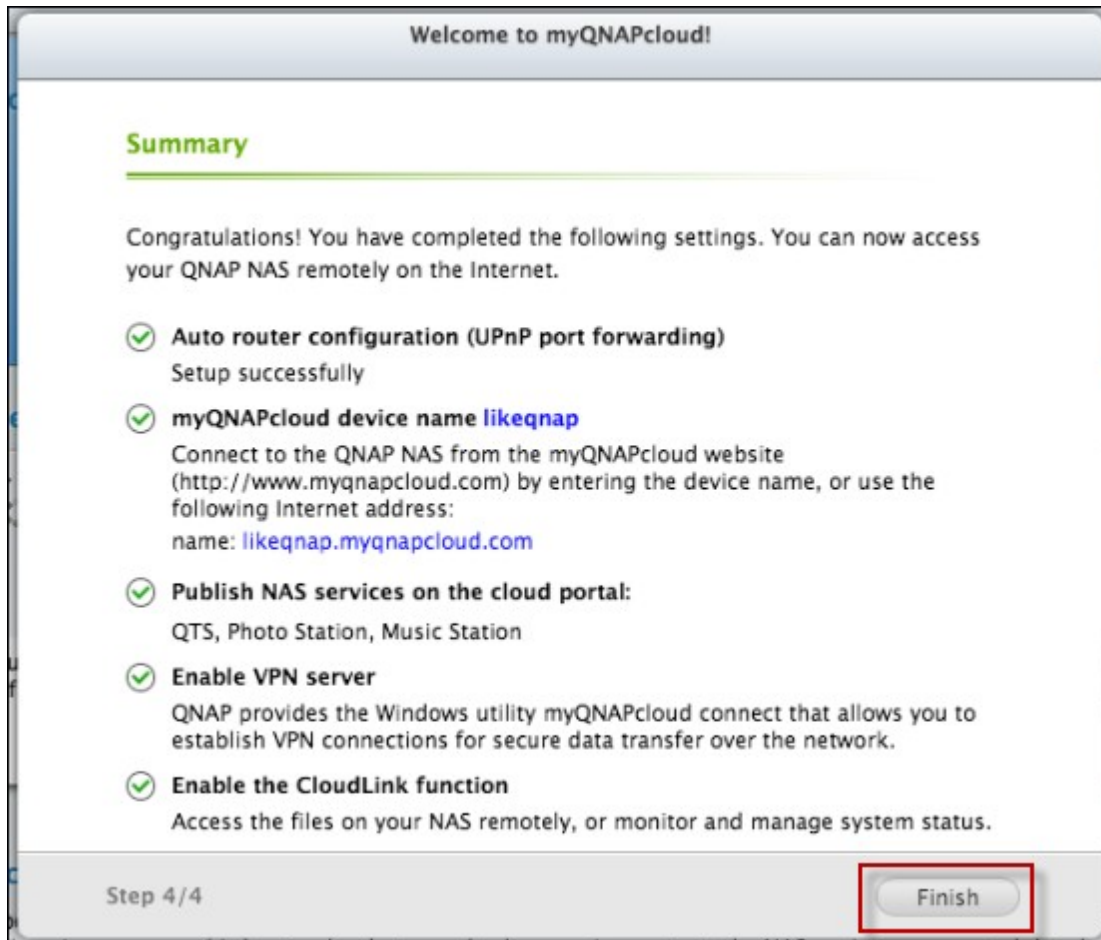 Welcome to myQNAPcloud!
Summary
Congratulations! You have completed the following settings. You can now access
your QNAP NAS remotely on the Internet.
Auto router configuration (UPnP port forwarding)
Setup successfully
myQNAPcloud device name likeqnap
Connect to the QNAP NAS from the myQNAPcloud website
(http://www.myqnapcloud.com) by entering the device name, or use the
following Internet address:
name: likeqnap.myqnapcloud.com
Publish NAS services on the cloud portal:
QTS, Photo Station, Music Station
Enable VPN server
QNAP provides the Windows utility myQNAPcloud connect that allows you to
establish VPN connections for secure data transfer over the network.
Enable the CloudLink function
Access the files on your NAS remotely, or monitor and manage system status.
Step 4/4
Finish